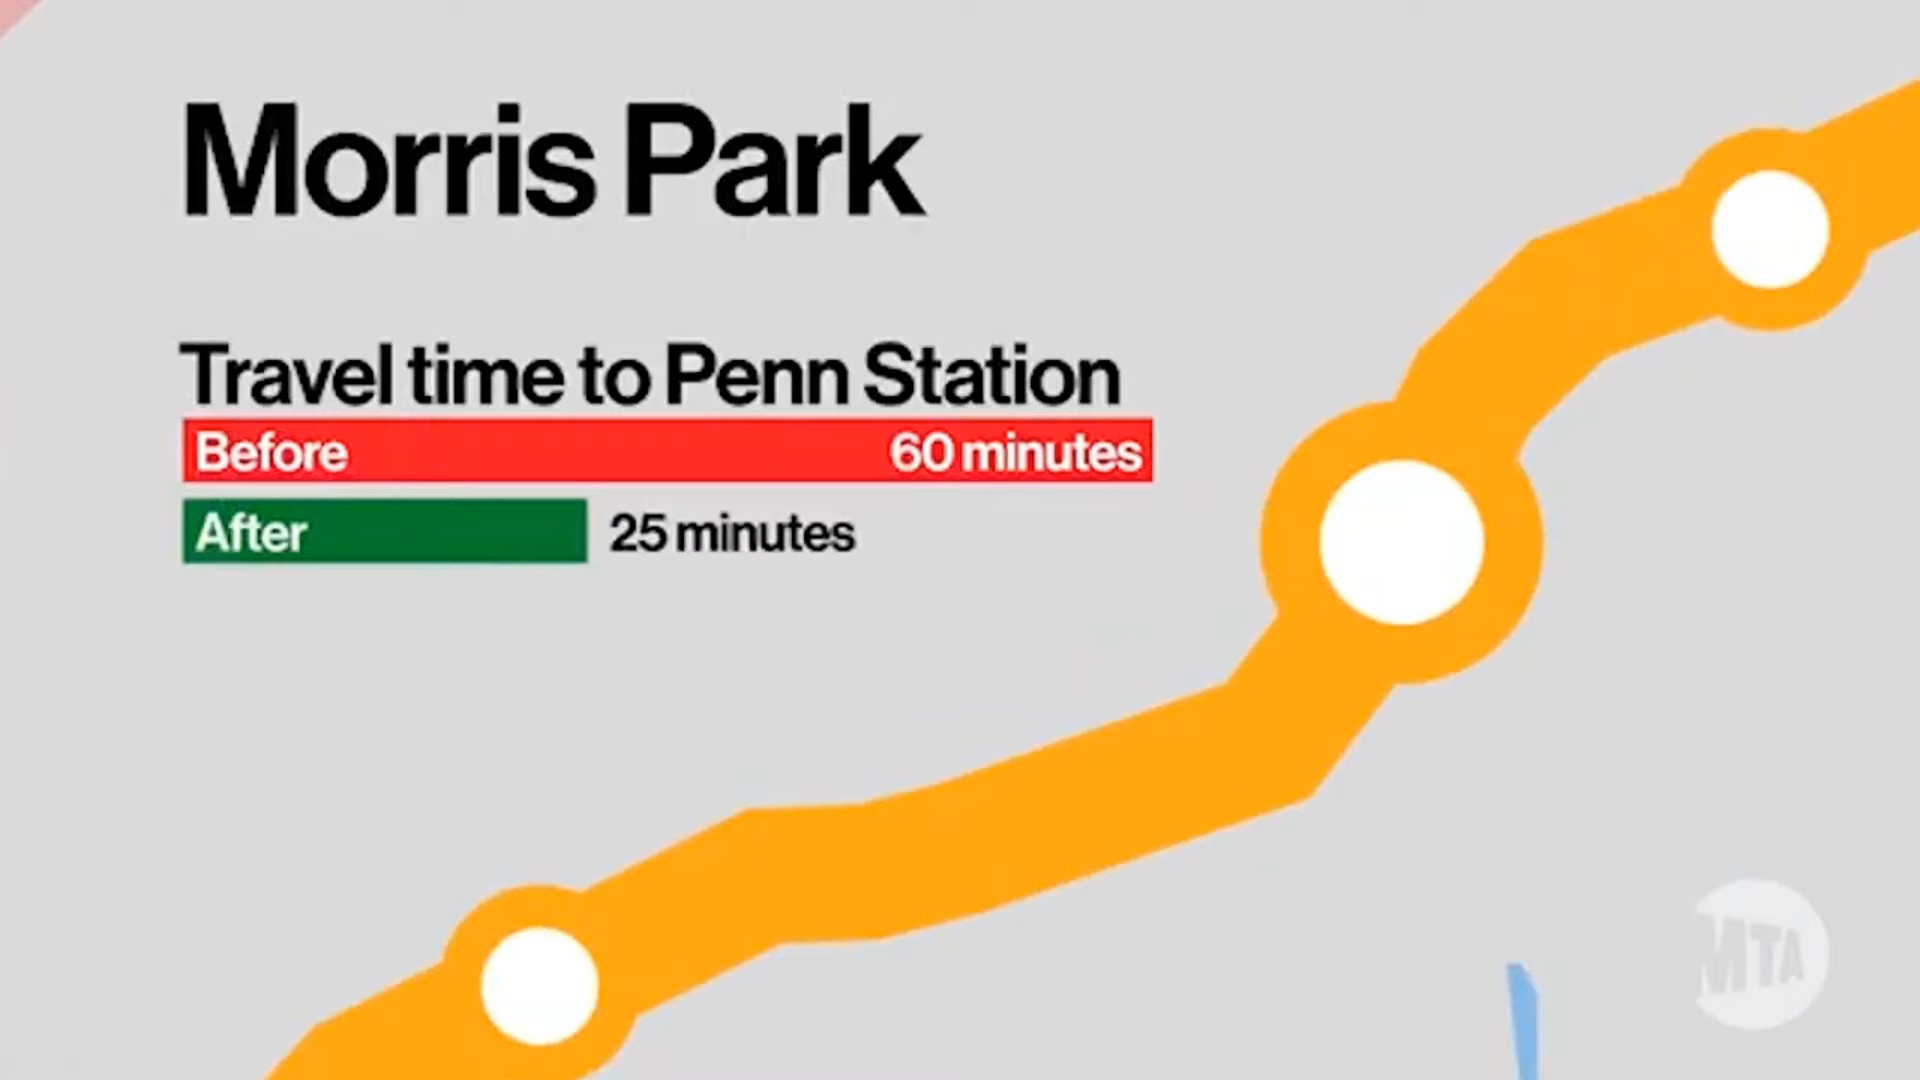 Morris Park
Travel time to Penn Station
Before 60 minutes
After 25 minutes
MTA